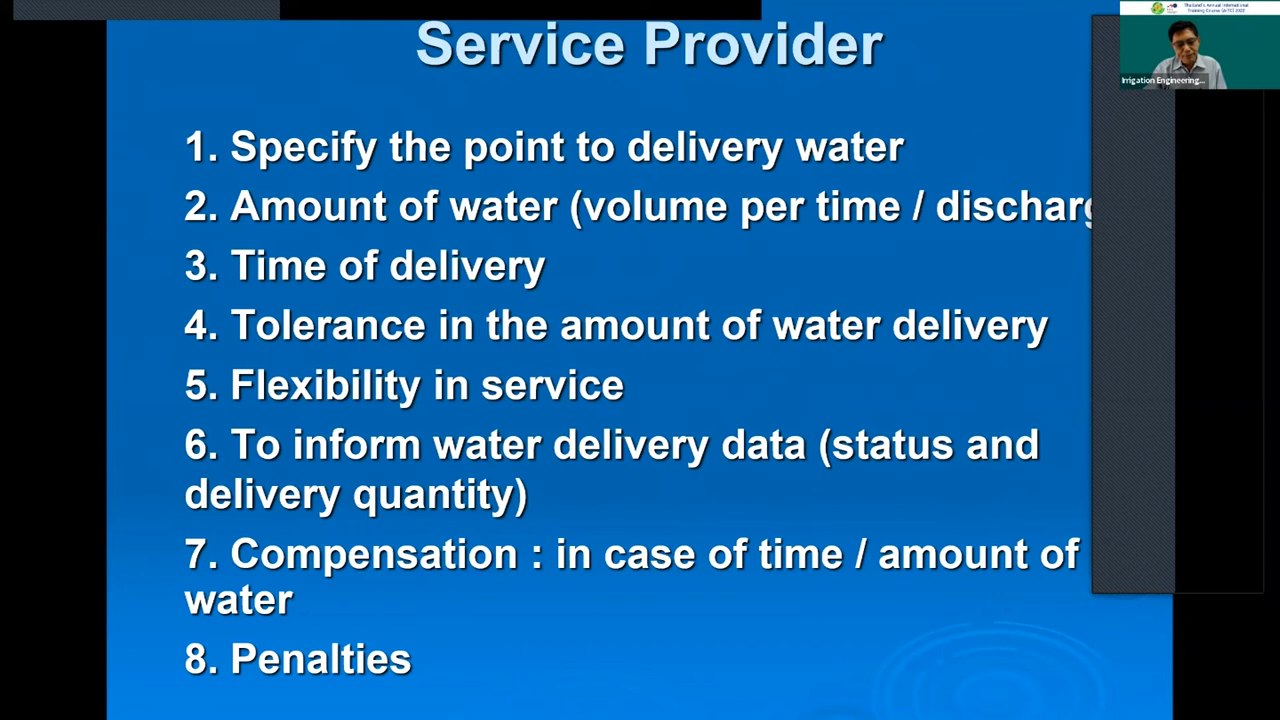 Service Provider
1. Specify the point to delivery water
2. Amount of water (volume per time /
3. Time of delivery
4. Tolerance in the amount of water delivery
5. Flexibility in service
6. To inform water delivery data (status and
delivery quantity)
7. Compensation : in case of time / amount of
water
8. Penalties
Training Course
Irrigation Engineering...